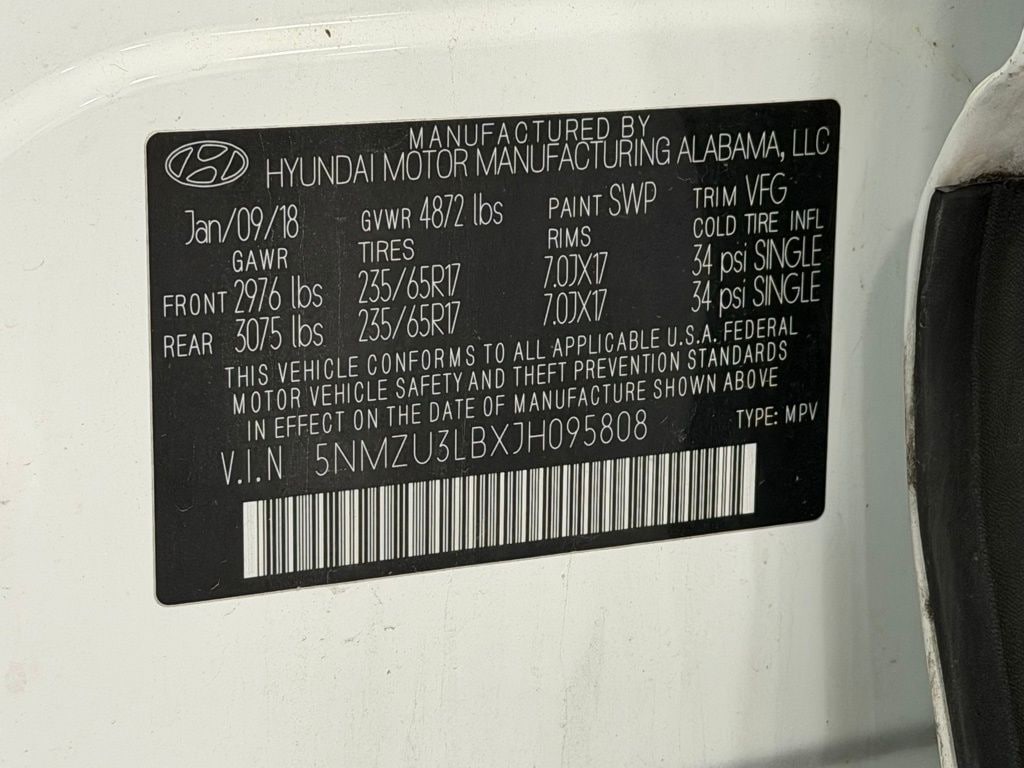 MANUFACTURED BY
HYUNDAI MOTOR MANUFACTURING ALABAMA, LLC
Jan/09/18 GVWR 4872 lbs PAINT SWP TRIM VFG
GAWR TIRES RIMS COLD TIRE INFL
FRONT 2976 lbs 235/65R17 7.0JX17 34 psi SINGLE
REAR 3075 lbs 235/65R17 7.0JX17 34 psi SINGLE
THIS VEHICLE CONFORMS TO ALL APPLICABLE U.S.A. FEDERAL
MOTOR VEHICLE SAFETY AND THEFT PREVENTION STANDARDS
IN EFFECT ON THE DATE OF MANUFACTURE SHOWN ABOVE
V.I.N 5NMZU3LBXJH095808 TYPE: MPV